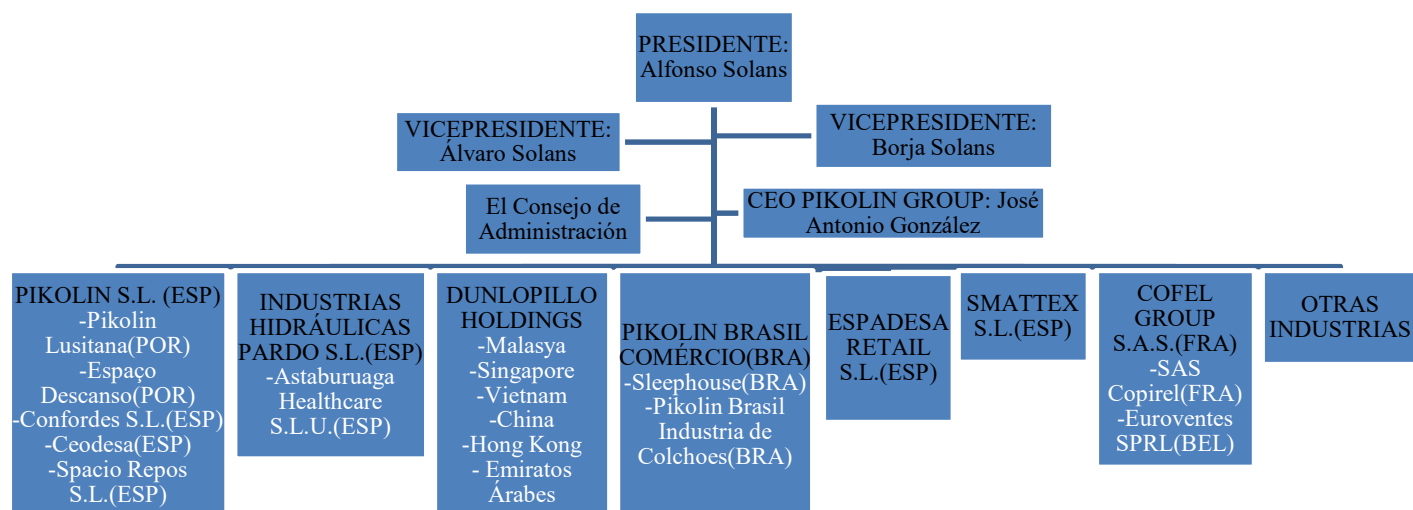 PRESIDENTE:
Alfonso Solans
VICEPRESIDENTE:
Álvaro Solans
VICEPRESIDENTE:
Borja Solans
El Consejo de
Administración
CEO PIKOLIN GROUP: José
Antonio González
PIKOLIN S.L. (ESP)
-Pikolin
Lusitana(POR)
-Espaço
Descanso(POR)
-Confordes S.L.(ESP)
-Ceodesa(ESP)
-Spacio Repos
S.L.(ESP)
INDUSTRIAS
HIDRÁULICAS
PARDO S.L.(ESP)
-Astaburuaga
Healthcare
S.L.U.(ESP)
DUNLOPILLO
HOLDINGS
-Malasya
-Singapore
-Vietnam
-China
-Hong Kong
- Emiratos
Árabes
PIKOLIN BRASIL
COMÉRCIO(BRA)
-Sleephouse(BRA)
-Pikolin Brasil
Industria de
Colchoes(BRA)
ESPADESA
RETAIL
S.L.(ESP)
SMATTEX
S.L.(ESP)
COFEL
GROUP
S.A.S.(FRA)
-SAS
Copirel(FRA)
-Euroventes
SPRL(BEL)
OTRAS
INDUSTRIAS